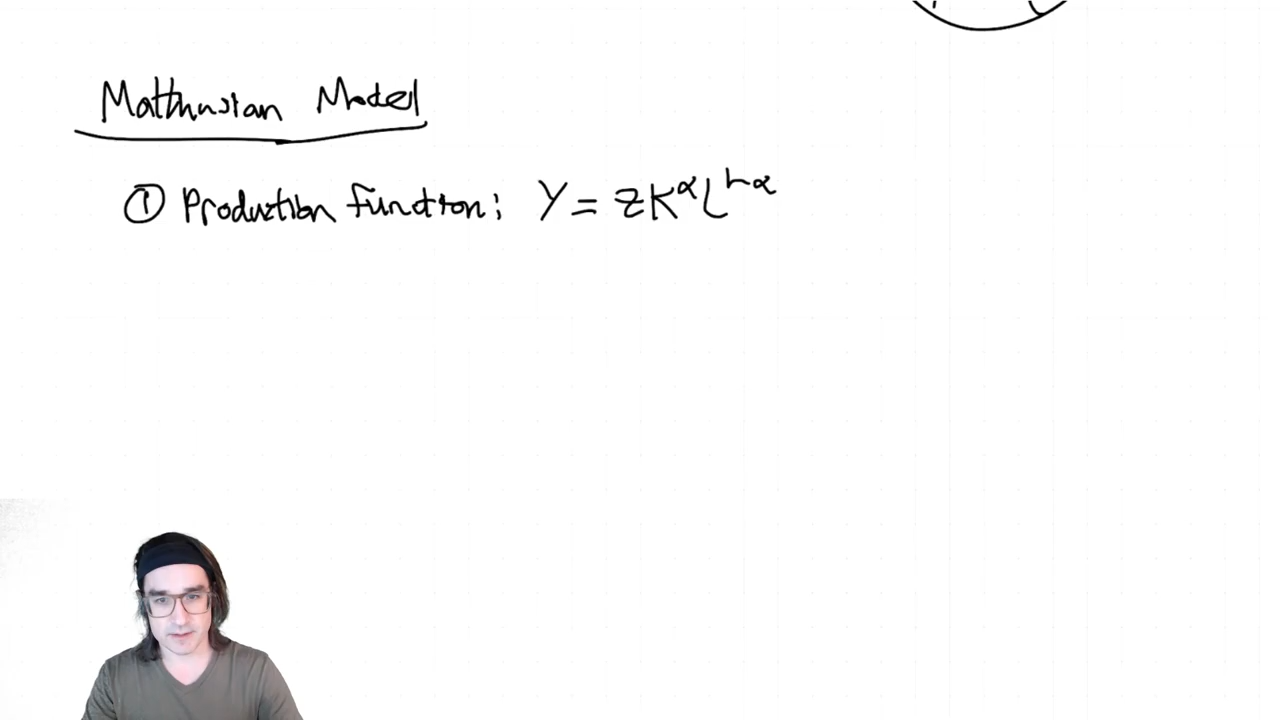 Malthusian Model
① Production function: Y = zK^α L^{1-α}